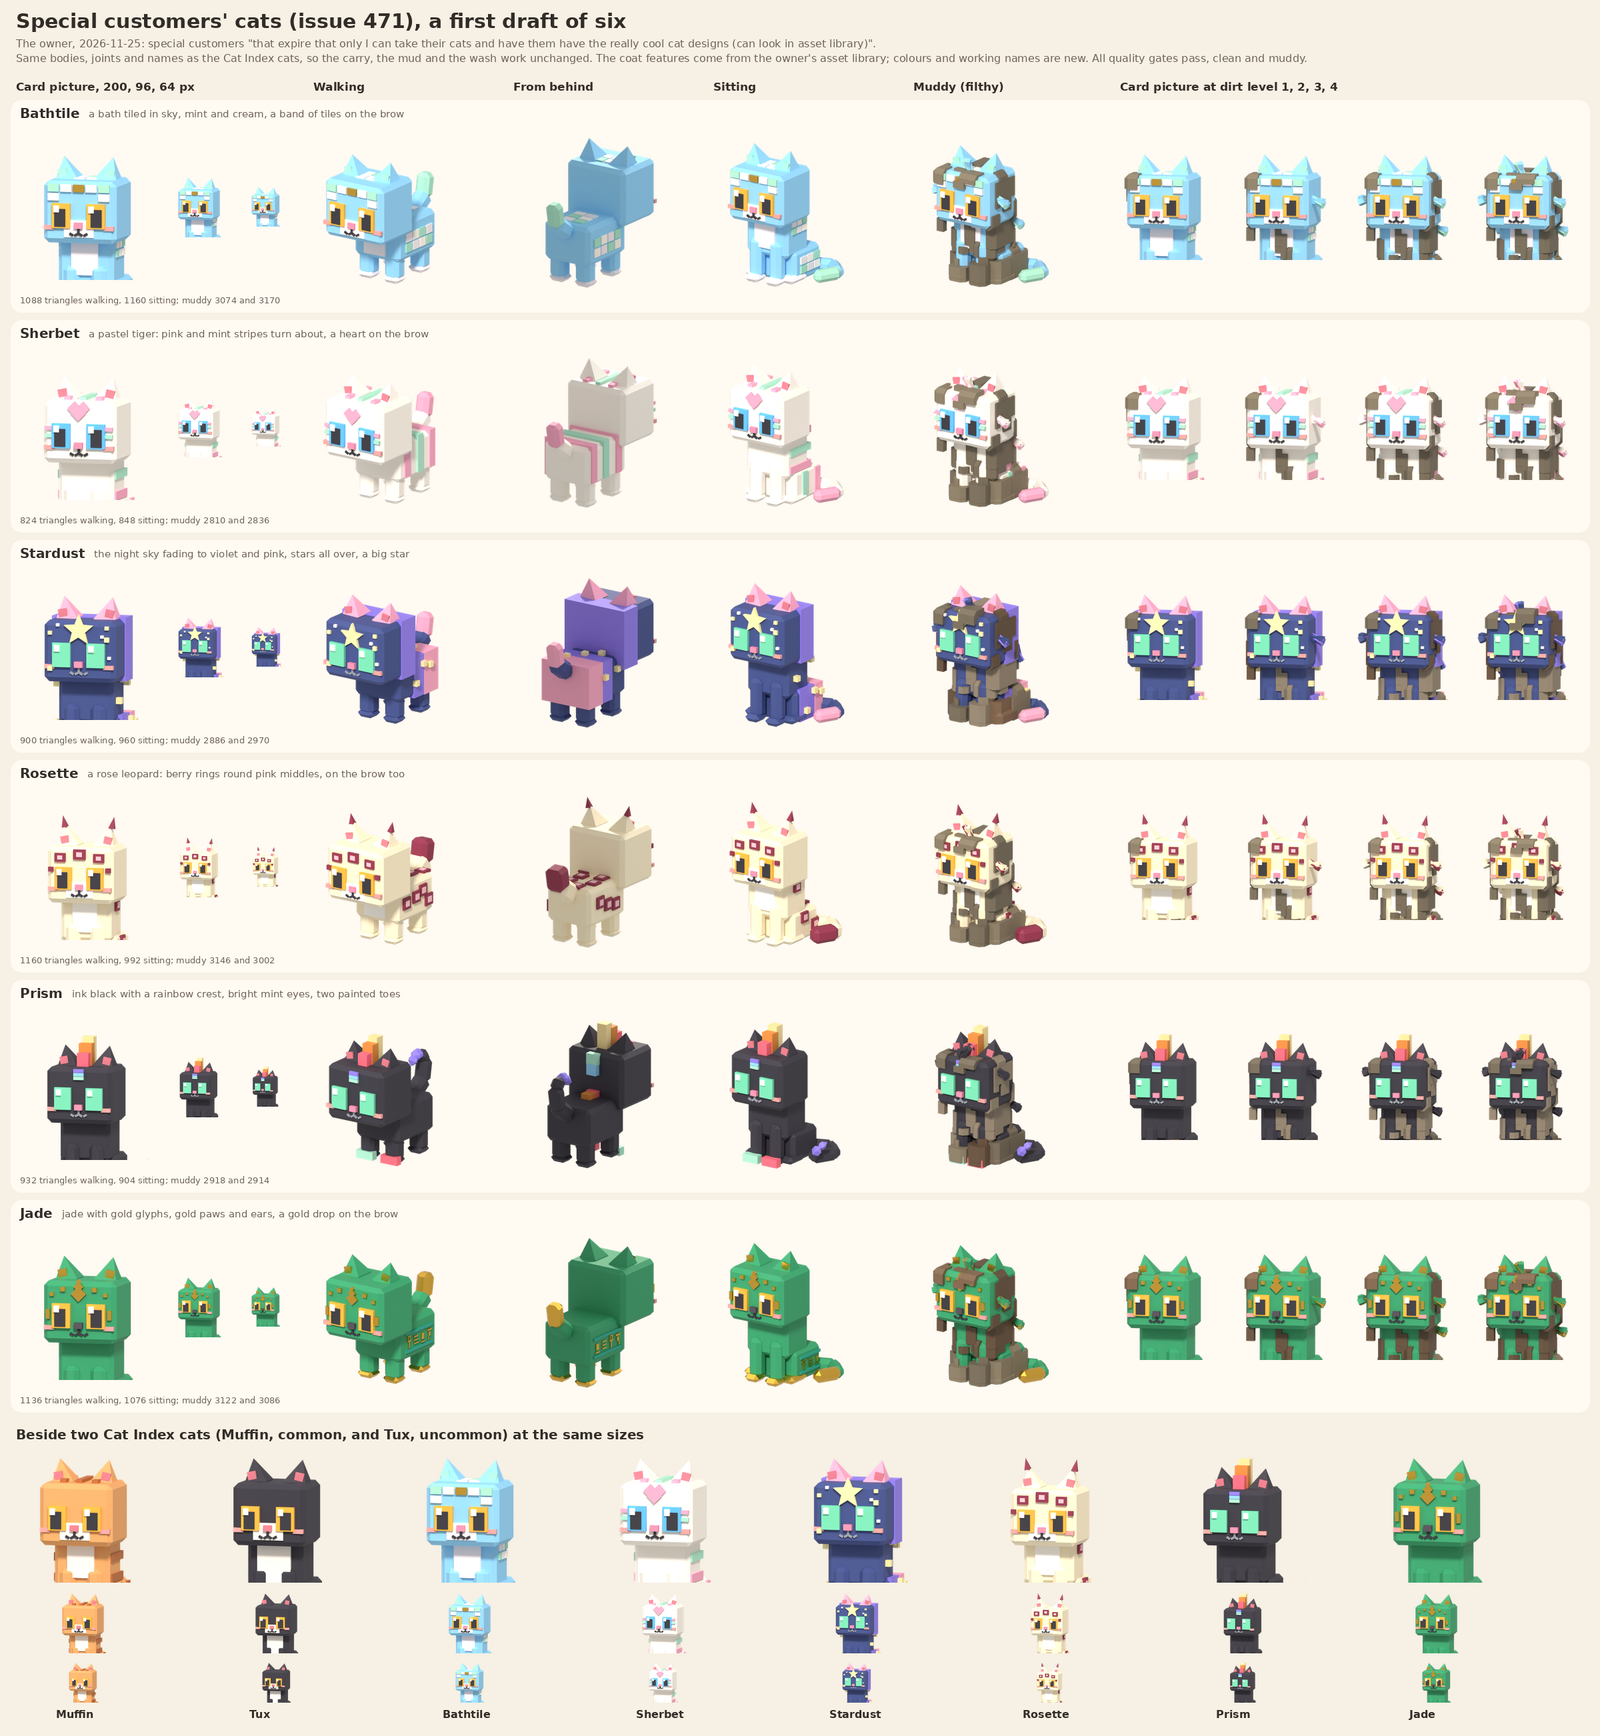 Special customers' cats (issue 471), a first draft of six
The owner, 2026-11-25: special customers "that expire that only I can take their cats and have them have the really cool cat designs (can look in asset library)".
Same bodies, joints and names as the Cat Index cats, so the carry, the mud and the wash work unchanged. The coat features come from the owner's asset library; colours and working names are new. All quality gates pass, clean and muddy.
Card picture, 200, 96, 64 px Walking From behind Sitting Muddy (filthy) Card picture at dirt level 1, 2, 3, 4
Bathtile a bath tiled in sky, mint and cream, a band of tiles on the brow
1088 triangles walking, 1160 sitting; muddy 3074 and 3170
Sherbet a pastel tiger: pink and mint stripes turn about, a heart on the brow
824 triangles walking, 848 sitting; muddy 2810 and 2836
Stardust the night sky fading to violet and pink, stars all over, a big star
900 triangles walking, 960 sitting; muddy 2886 and 2970
Rosette a rose leopard: berry rings round pink middles, on the brow too
1160 triangles walking, 992 sitting; muddy 3146 and 3002
Prism ink black with a rainbow crest, bright mint eyes, two painted toes
932 triangles walking, 904 sitting; muddy 2918 and 2914
Jade jade with gold glyphs, gold paws and ears, a gold drop on the brow
1136 triangles walking, 1076 sitting; muddy 3122 and 3086
Beside two Cat Index cats (Muffin, common, and Tux, uncommon) at the same sizes
Muffin Tux Bathtile Sherbet Stardust Rosette Prism Jade